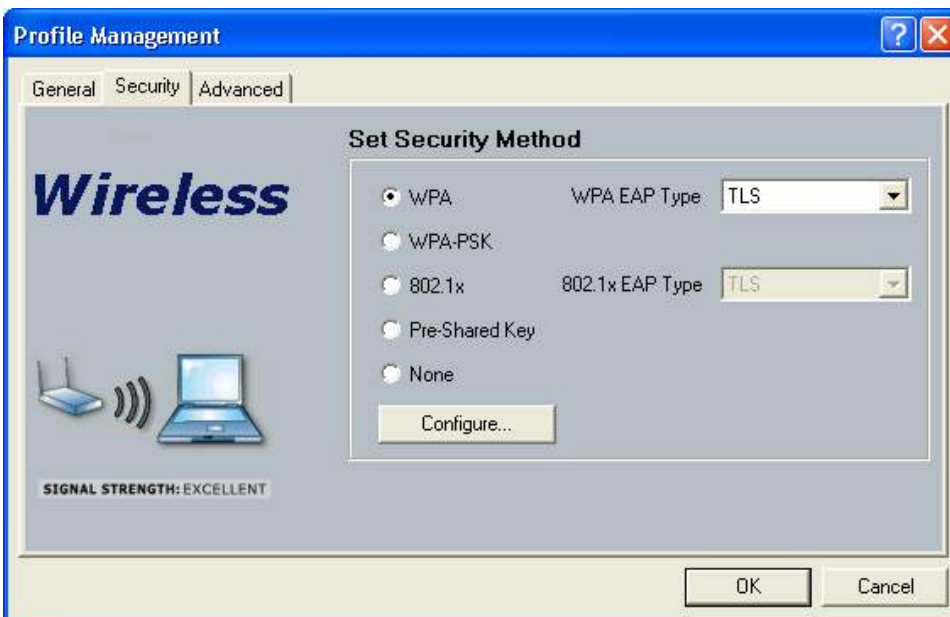 Profile Management
General Security Advanced
Wireless
Set Security Method
WPA WPA EAP Type TLS
WPA-PSK
802.1x 802.1x EAP Type TLS
Pre-Shared Key
None
Configure...
SIGNAL STRENGTH: EXCELLENT
OK Cancel